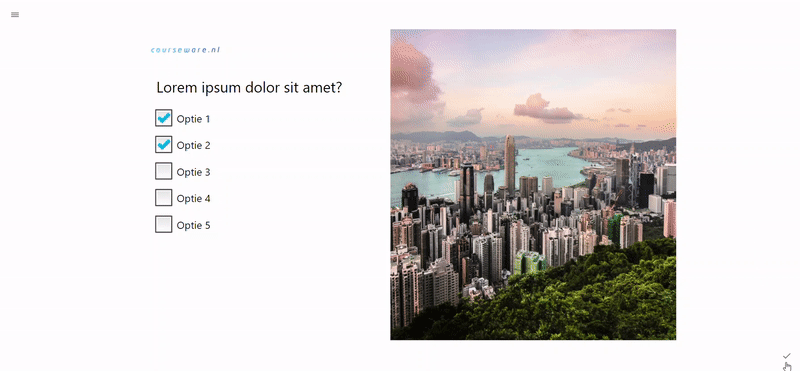 courseware.nl
Lorem ipsum dolor sit amet?
Optie 1
Optie 2
Optie 3
Optie 4
Optie 5